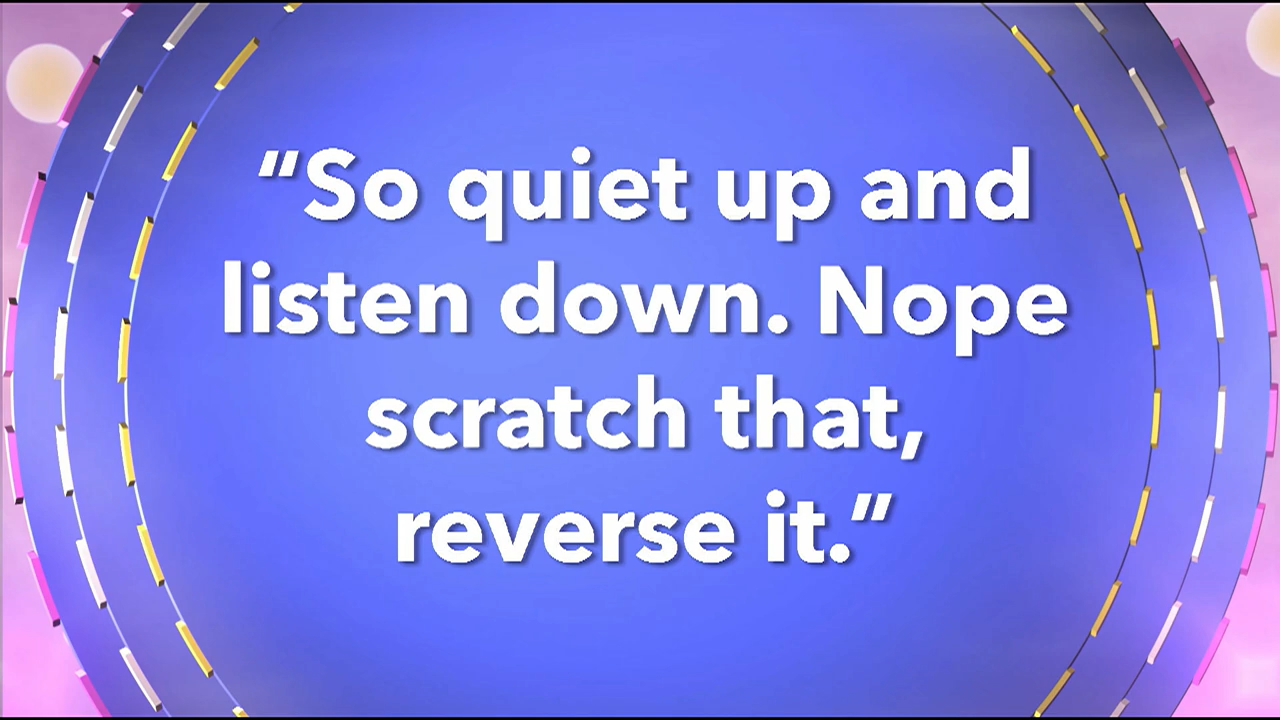 "So quiet up and
listen down. Nope
scratch that,
reverse it."